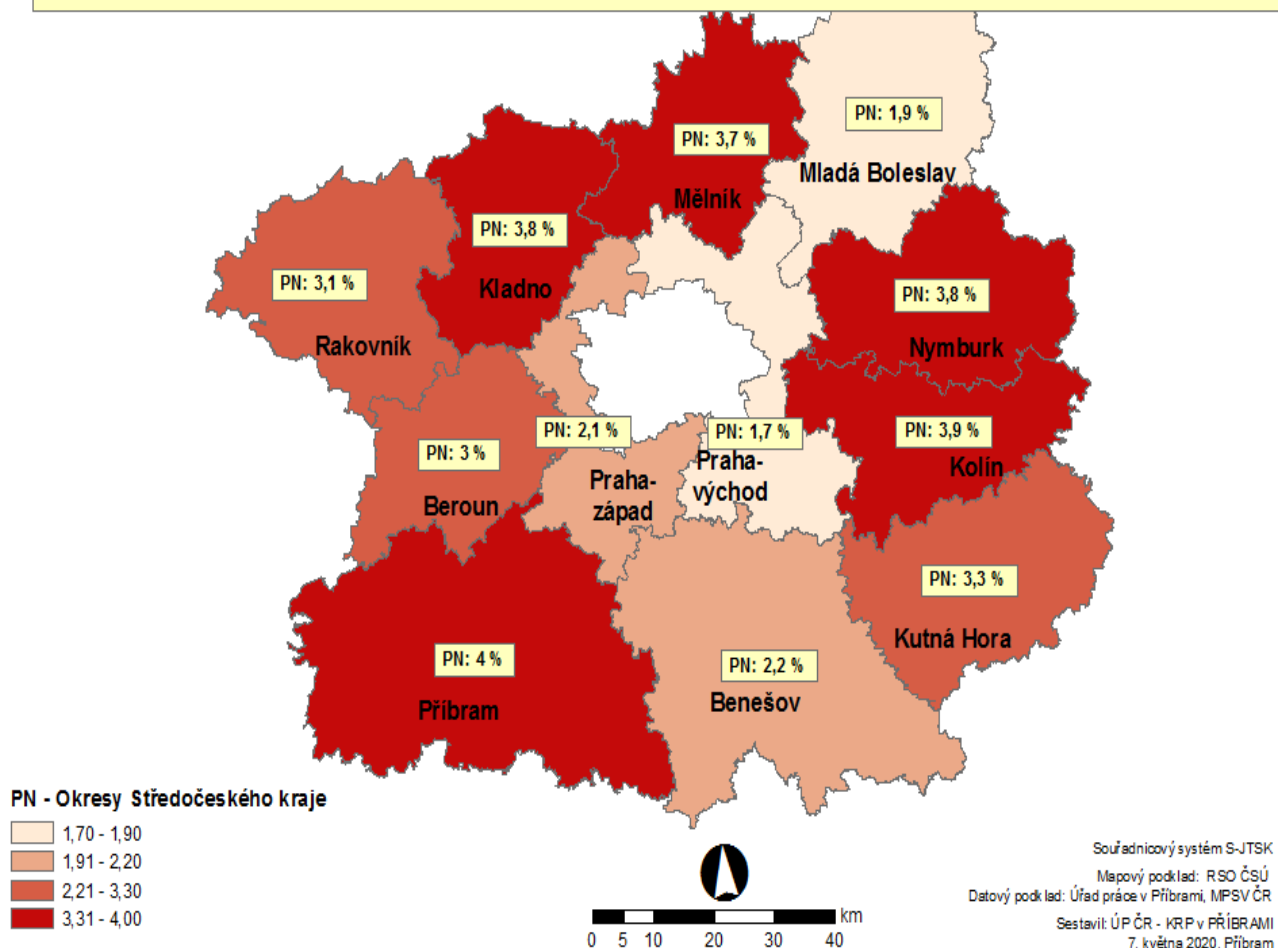 PN: 1,9 %
Mladá Boleslav
PN: 3,7 %
Mělník
PN: 3,8 %
Kladno
PN: 3,1 %
Rakovník
PN: 3,8 %
Nymburk
PN: 2,1 %
Praha-
západ
PN: 1,7 %
Praha-
východ
PN: 3,9 %
Kolín
PN: 3 %
Beroun
PN: 3,3 %
Kutná Hora
PN: 4 %
Příbram
PN: 2,2 %
Benešov
PN - Okresy Středočeského kraje
1,70 - 1,90
1,91 - 2,20
2,21 - 3,30
3,31 - 4,00
km
0 5 10 20 30 40
Souřadnicový systém S-JTSK
Mapový podklad: RSO ČSÚ
Datový podklad: Úřad práce v Příbrami, MPSV ČR
Sestavil: ÚP ČR - KRP v PŘÍBRAMI
7. května 2020, Příbram